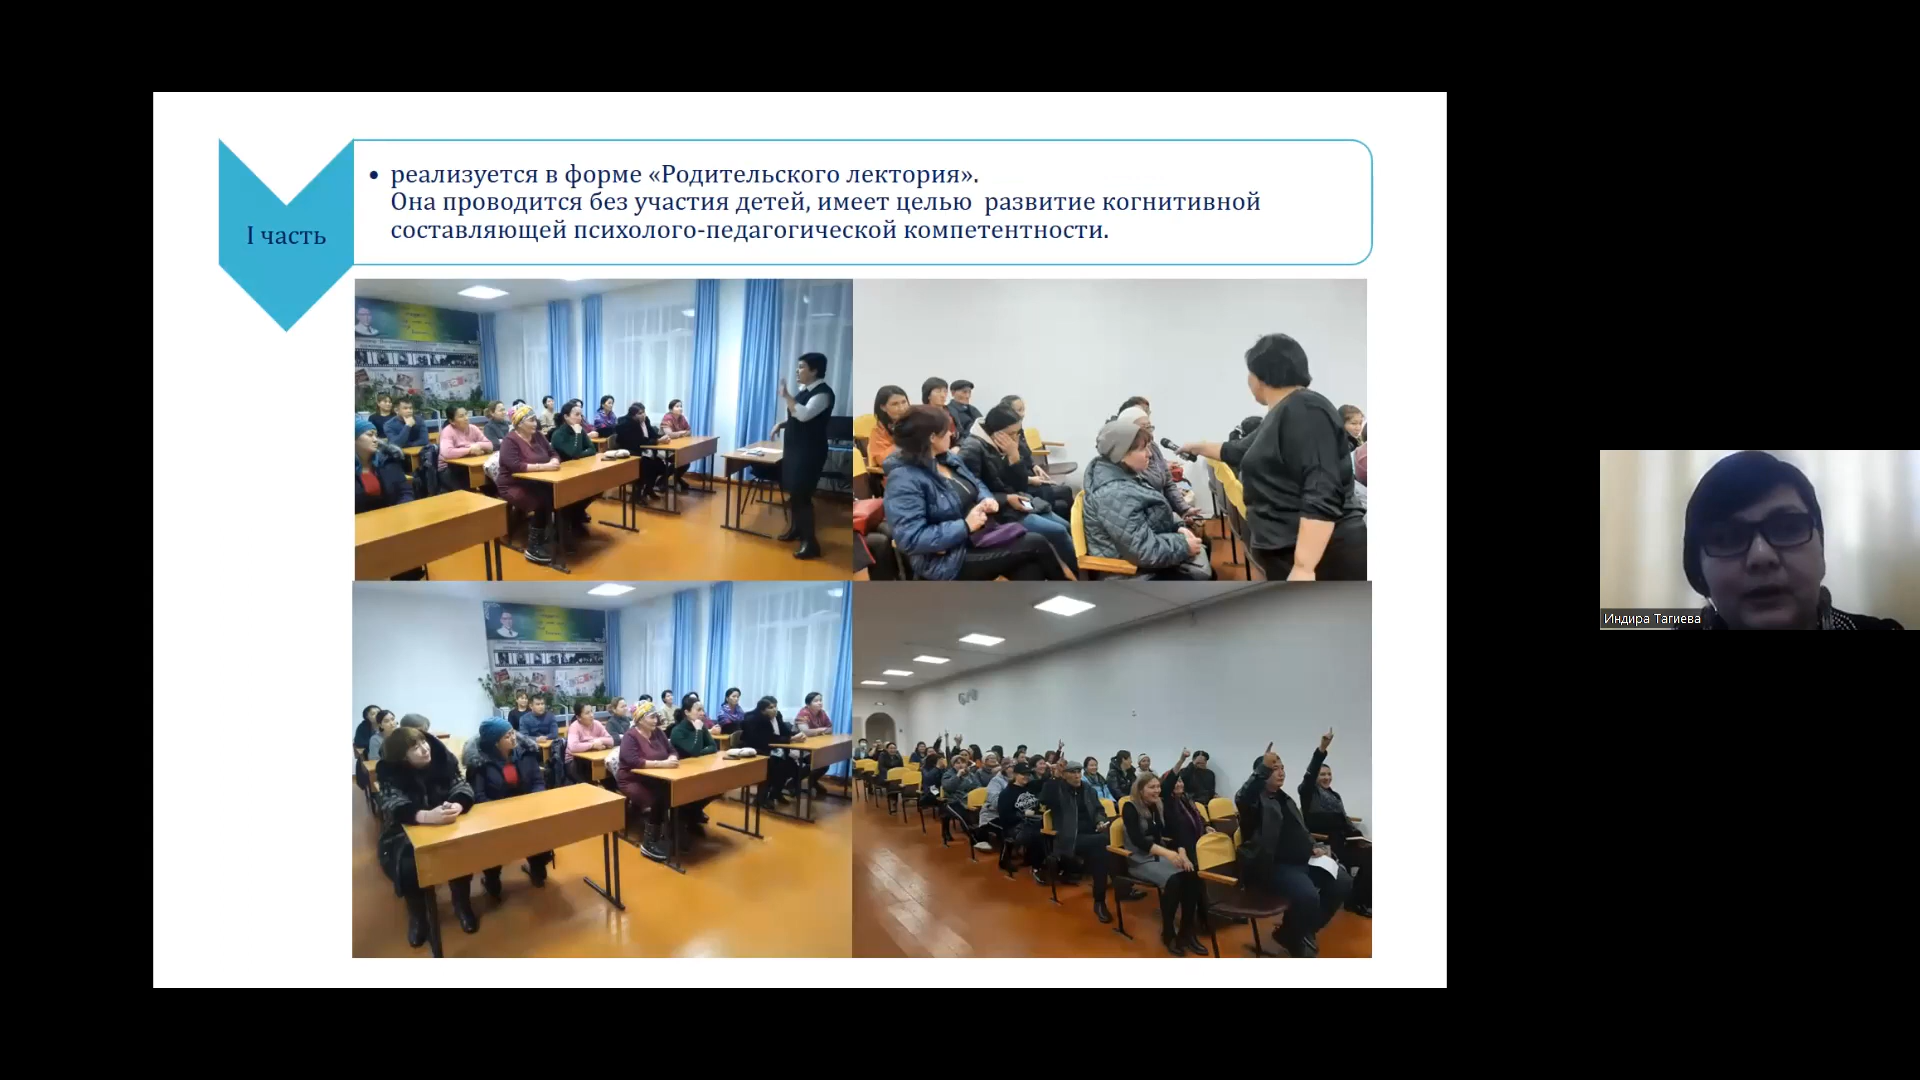 I часть
• реализуется в форме «Родительского лектория».
Она проводится без участия детей, имеет целью развитие когнитивной
составляющей психолого-педагогической компетентности.
Индира Тагиева